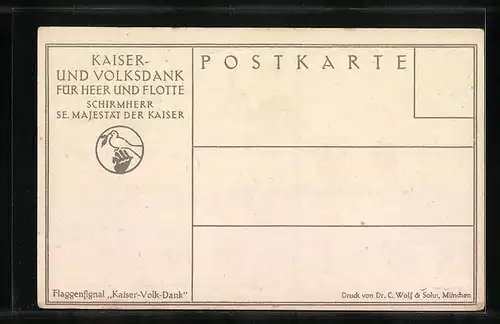 KAISER-
UND VOLKSDANK
FÜR HEER UND FLOTTE
SCHIRMHERR
SE. MAJESTÄT DER KAISER
POSTKARTE
Flaggensignal „Kaiser-Volk-Dank“
Druck von Dr. C. Wolf & Sohn, München